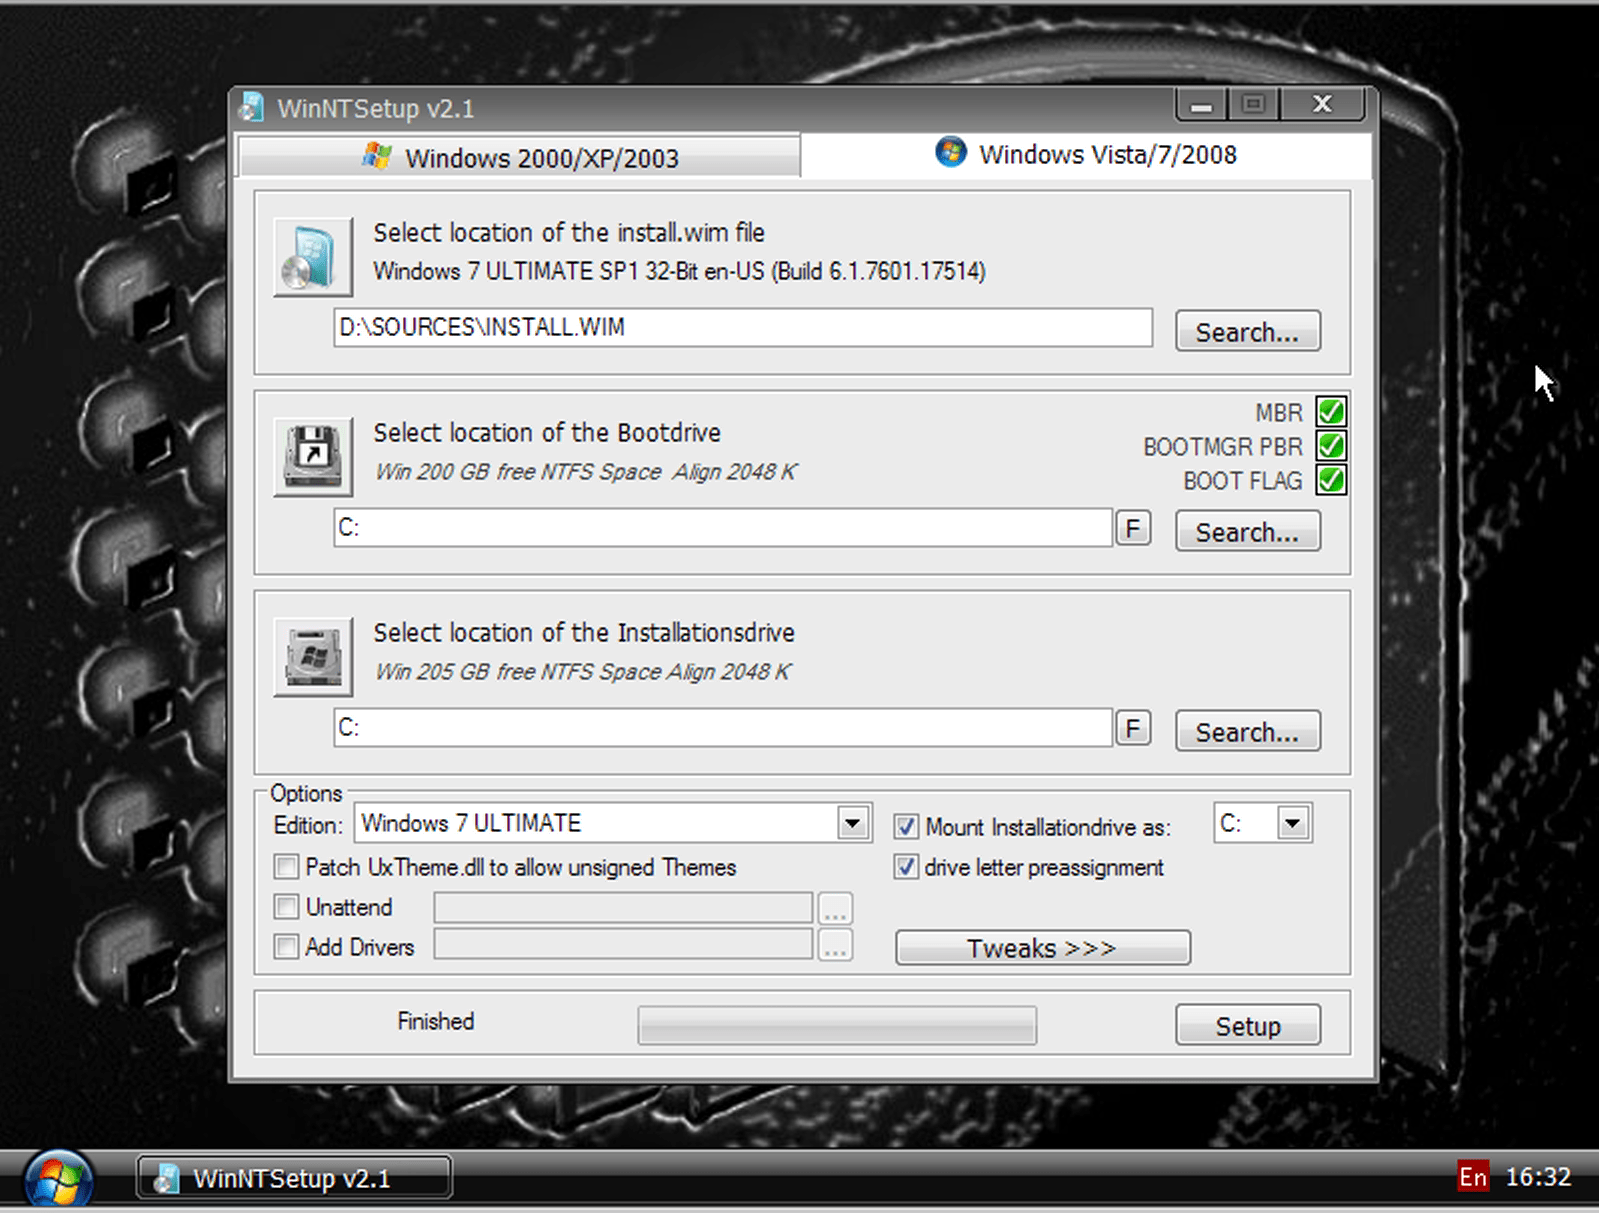 WinNTSetup v2.1
X
Windows 2000/XP/2003
Windows Vista/7/2008
Select location of the install.wim file
Windows 7 ULTIMATE SP1 32-Bit en-US (Build 6.1.7601.17514)
D:\SOURCES\INSTALL.WIM
Search...
MBR
Select location of the Bootdrive
BOOTMGR PBR
Win 200 GB free NTFS Space Align 2048 K
BOOT FLAG
C:
F
Search...
Select location of the Installationsdrive
Win 205 GB free NTFS Space Align 2048 K
C:
F
Search...
Options
Edition: Windows 7 ULTIMATE
Mount Installationdrive as: C:
Patch UxTheme.dll to allow unsigned Themes
drive letter preassignment
Unattend ...
Add Drivers ...
Tweaks >>>
Finished
Setup
WinNTSetup v2.1
En 16:32